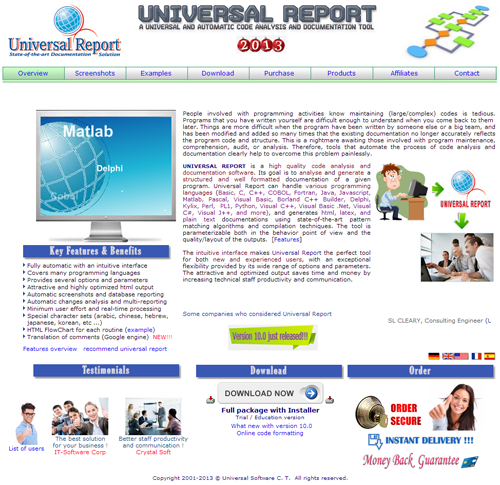 Universal Report
State-of-the-art Documentation Solution
UNIVERSAL REPORT
A UNIVERSAL AND AUTOMATIC CODE ANALYSIS AND DOCUMENTATION TOOL
2013
Overview Screenshots Examples Download Purchase Products Affiliates Contact
Matlab
Delphi
People involved with programming activities know maintaining (large/complex) codes is tedious.
Programs that you have written yourself are difficult enough to understand when you come back to them
later. Things are more difficult when the program have been written by someone else or a big team, and
has been modified and added so many times that the existing documentation no longer accurately reflects
the program code and structure. This is a nightmare awaiting those involved with program maintenance,
comprehension, audit, or analysis. Therefore, tools that automate the process of code analysis and
documentation clearly help to overcome this problem painlessly.
UNIVERSAL REPORT is a high quality code analysis and
documentation software. Its goal is to analyse and generate a
structured and well formatted documentation of a given
program. Universal Report can handle various programming
languages (Basic, C, C++, COBOL, Fortran, Java, Javascript,
Matlab, Pascal, Visual Basic, Borland C++ Builder, Delphi,
Kylix, Perl, PL1, Python, Visual C++, Visual Basic .Net, Visual
C#, Visual J++, and more), and generates html, latex, and
plain text documentations using state-of-the-art pattern
matching algorithms and compilation techniques. The tool is
parameterizable both in the behavior point of view and the
quality/layout of the outputs. [Features]
UNIVERSAL REPORT
The intuitive interface makes Universal Report the perfect tool
for both new and experienced users, with an exceptional
flexibility provided by its wide range of options and parameters.
The attractive and optimized output saves time and money by
increasing technical staff productivity and communication.
Key Features & Benefits
Fully automatic with an intuitive interface
Covers many programming languages
Provides several options and parameters
Attractive and highly optimized html output
Automatic screenshots and database reporting
Automatic changes analysis and multi-reporting
Minimum user effort and real-time processing
Special character sets (arabic, chinese, hebrew,
japanese, korean, etc ...)
HTML FlowChart for each routine (example)
Translation of comments (Google engine) NEW!!!
Features overview recommend universal report
Some companies who considered Universal Report
SL CLEARY, Consulting Engineer (L
Version 10.0 just released!!!
Testimonials
List of users
The best solution
for your business !
IT-Software Corp
Better staff productivity
and communication !
Crystal Soft
Download
DOWNLOAD NOW
Full package with Installer
Trial / Education version
What new with version 10.0
Online code formatting
Order
ORDER
SECURE
INSTANT DELIVERY !!!
Money Back Guarantee
Copyright 2001-2013 © Universal Software C. T. All rights reserved.